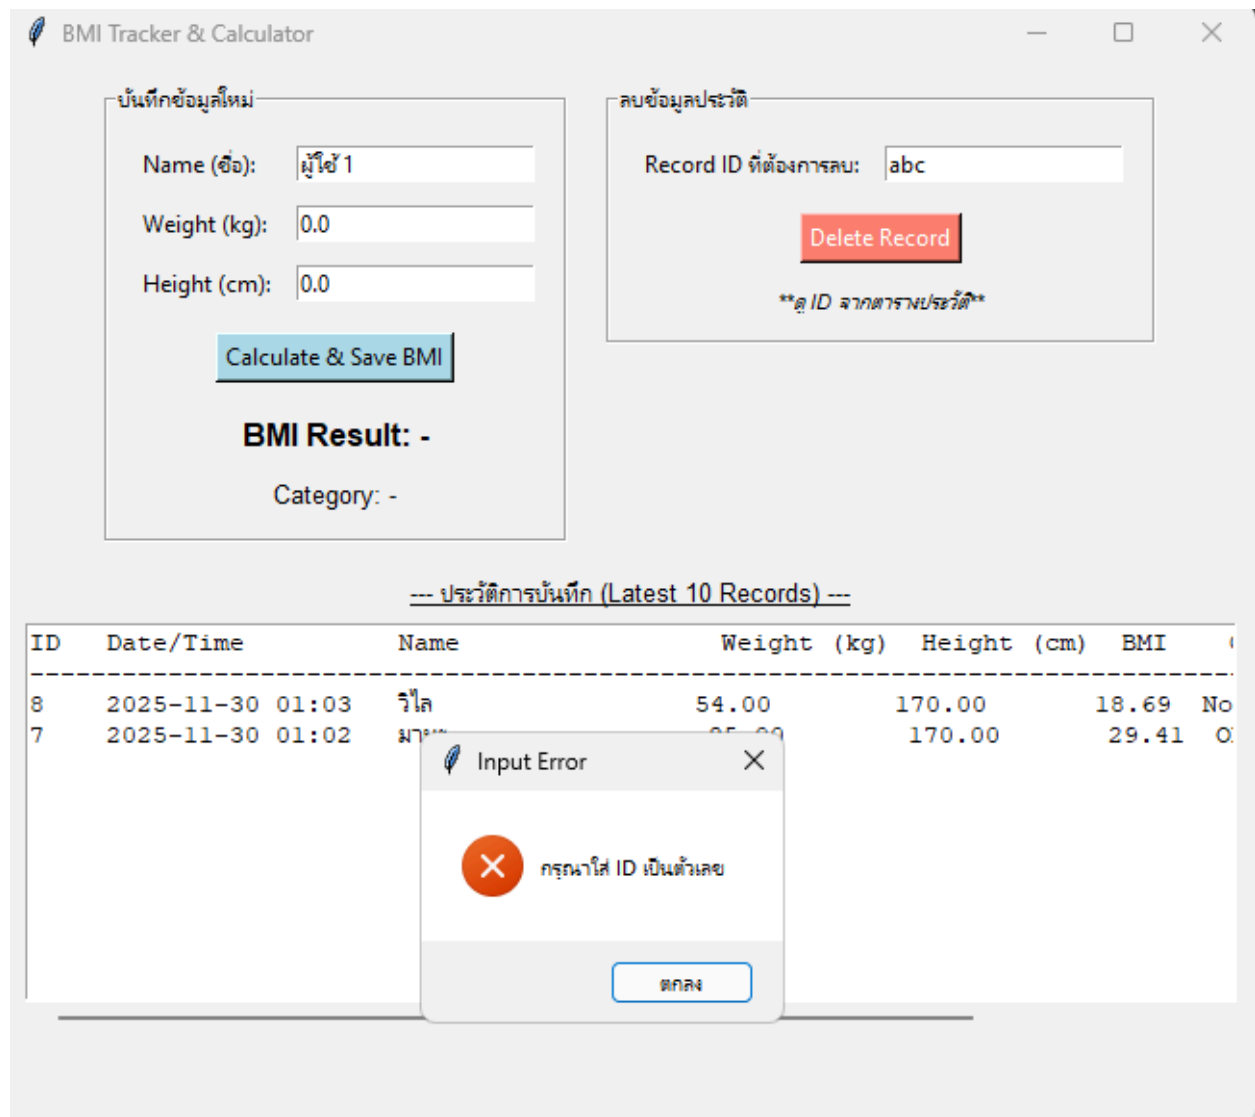 BMI Tracker & Calculator
บันทึกข้อมูลใหม่
Name (ชื่อ): ผู้ใช้ 1
Weight (kg): 0.0
Height (cm): 0.0
Calculate & Save BMI
BMI Result: -
Category: -
ลบข้อมูลประวัติ
Record ID ที่ต้องการลบ: abc
Delete Record
**ดู ID จากตารางประวัติ**
--- ประวัติการบันทึก (Latest 10 Records) ---
ID Date/Time Name Weight (kg) Height (cm) BMI
--------------------------------------------------------------------------------
8 2025-11-30 01:03 วิไล 54.00 170.00 18.69 No
7 2025-11-30 01:02 170.00 29.41
Input Error
กรุณาใส่ ID เป็นตัวเลข
ตกลง